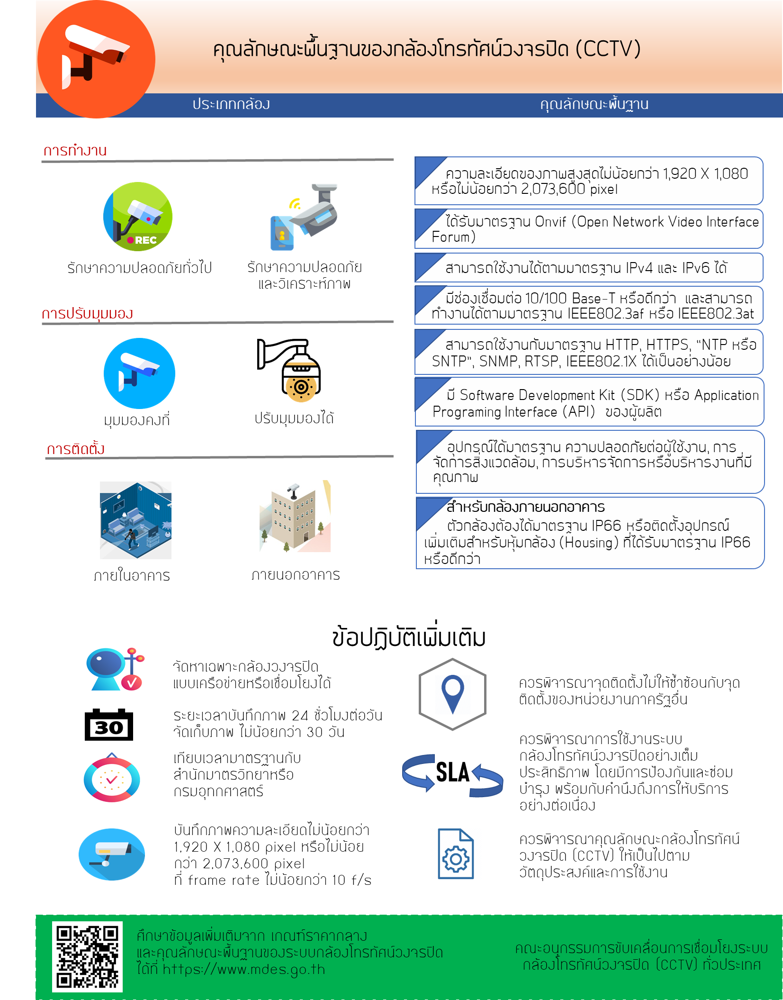 คุณลักษณะพื้นฐานของกล้องโทรทัศน์วงจรปิด (CCTV)
ประเภทกล้อง
คุณลักษณะพื้นฐาน
การทำงาน
REC
รักษาความปลอดภัยทั่วไป
รักษาความปลอดภัย
และวิเคราะห์ภาพ
การปรับมุมมอง
มุมมองคงที่
ปรับมุมมองได้
การติดตั้ง
ภายในอาคาร
ภายนอกอาคาร
ความละเอียดของภาพสูงสุดไม่น้อยกว่า 1,920 X 1,080
หรือไม่น้อยกว่า 2,073,600 pixel
ได้รับมาตรฐาน Onvif (Open Network Video Interface
Forum)
สามารถใช้งานได้ตามมาตรฐาน IPv4 และ IPv6 ได้
มีช่องเชื่อมต่อ 10/100 Base-T หรือดีกว่า และสามารถ
ทำงานได้ตามมาตรฐาน IEEE802.3af หรือ IEEE802.3at
สามารถใช้งานกับมาตรฐาน HTTP, HTTPS, “NTP หรือ
SNTP”, SNMP, RTSP, IEEE802.1X ได้เป็นอย่างน้อย
มี Software Development Kit (SDK) หรือ Application
Programing Interface (API) ของผู้ผลิต
อุปกรณ์ได้มาตรฐาน ความปลอดภัยต่อผู้ใช้งาน, การ
จัดการสิ่งแวดล้อม, การบริหารจัดการหรือบริหารงานที่มี
คุณภาพ
สำหรับกล้องภายนอกอาคาร
ตัวกล้องต้องได้มาตรฐาน IP66 หรือติดตั้งอุปกรณ์
เพิ่มเติมสำหรับหุ้มกล้อง (Housing) ที่ได้รับมาตรฐาน IP66
หรือดีกว่า
ข้อปฏิบัติเพิ่มเติม
จัดหาเฉพาะกล้องวงจรปิด
แบบเครือข่ายหรือเชื่อมโยงได้
30
ระยะเวลาบันทึกภาพ 24 ชั่วโมงต่อวัน
จัดเก็บภาพ ไม่น้อยกว่า 30 วัน
เทียบเวลามาตรฐานกับ
สำนักมาตรวิทยาหรือ
กรมอุทกศาสตร์
บันทึกภาพความละเอียดไม่น้อยกว่า
1,920 X 1,080 pixel หรือไม่น้อย
กว่า 2,073,600 pixel
ที่ frame rate ไม่น้อยกว่า 10 f/s
ควรพิจารณาจุดติดตั้งไม่ให้ซ้ำซ้อนกับจุด
ติดตั้งของหน่วยงานภาครัฐอื่น
SLA
ควรพิจารณาการใช้งานระบบ
กล้องโทรทัศน์วงจรปิดอย่างเต็ม
ประสิทธิภาพ โดยมีการป้องกันและซ่อม
บำรุง พร้อมกับคำนึงถึงการให้บริการ
อย่างต่อเนื่อง
ควรพิจารณาคุณลักษณะกล้องโทรทัศน์
วงจรปิด (CCTV) ให้เป็นไปตาม
วัตถุประสงค์และการใช้งาน
ศึกษาข้อมูลเพิ่มเติมจาก เกณฑ์ราคากลาง
และคุณลักษณะพื้นฐานของระบบกล้องโทรทัศน์วงจรปิด
ได้ที่ https://www.mdes.go.th
คณะอนุกรรมการขับเคลื่อนการเชื่อมโยงระบบ
กล้องโทรทัศน์วงจรปิด (CCTV) ทั่วประเทศ